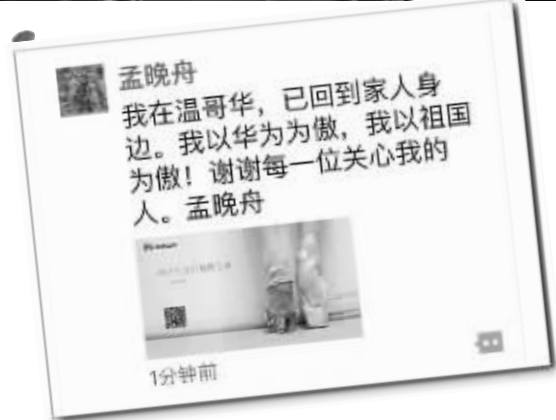 孟晚舟
我在温哥华，已回到家人身
边。我以华为为傲，我以祖国
为傲！谢谢每一位关心我的
人。孟晚舟
1分钟前